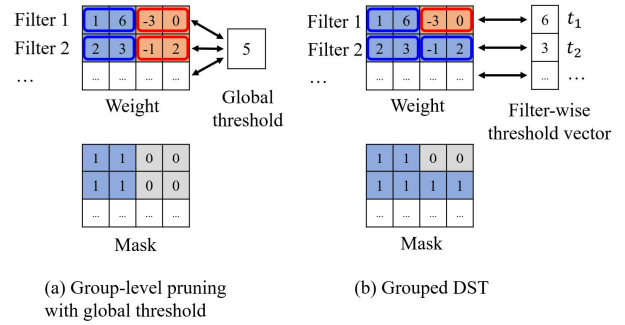 Filter 1 1 6 -3 0
Filter 2 2 3 -1 2
... ... ... ... ...
Weight
5
Global
threshold
1 1 0 0
1 1 0 0
... ... ... ...
Mask
(a) Group-level pruning
with global threshold
Filter 1 1 6 -3 0 6 t₁
Filter 2 2 3 -1 2 3 t₂
... ... ... ... ... ... ...
Weight
Filter-wise
threshold vector
1 1 0 0
1 1 1 1
... ... ... ...
Mask
(b) Grouped DST